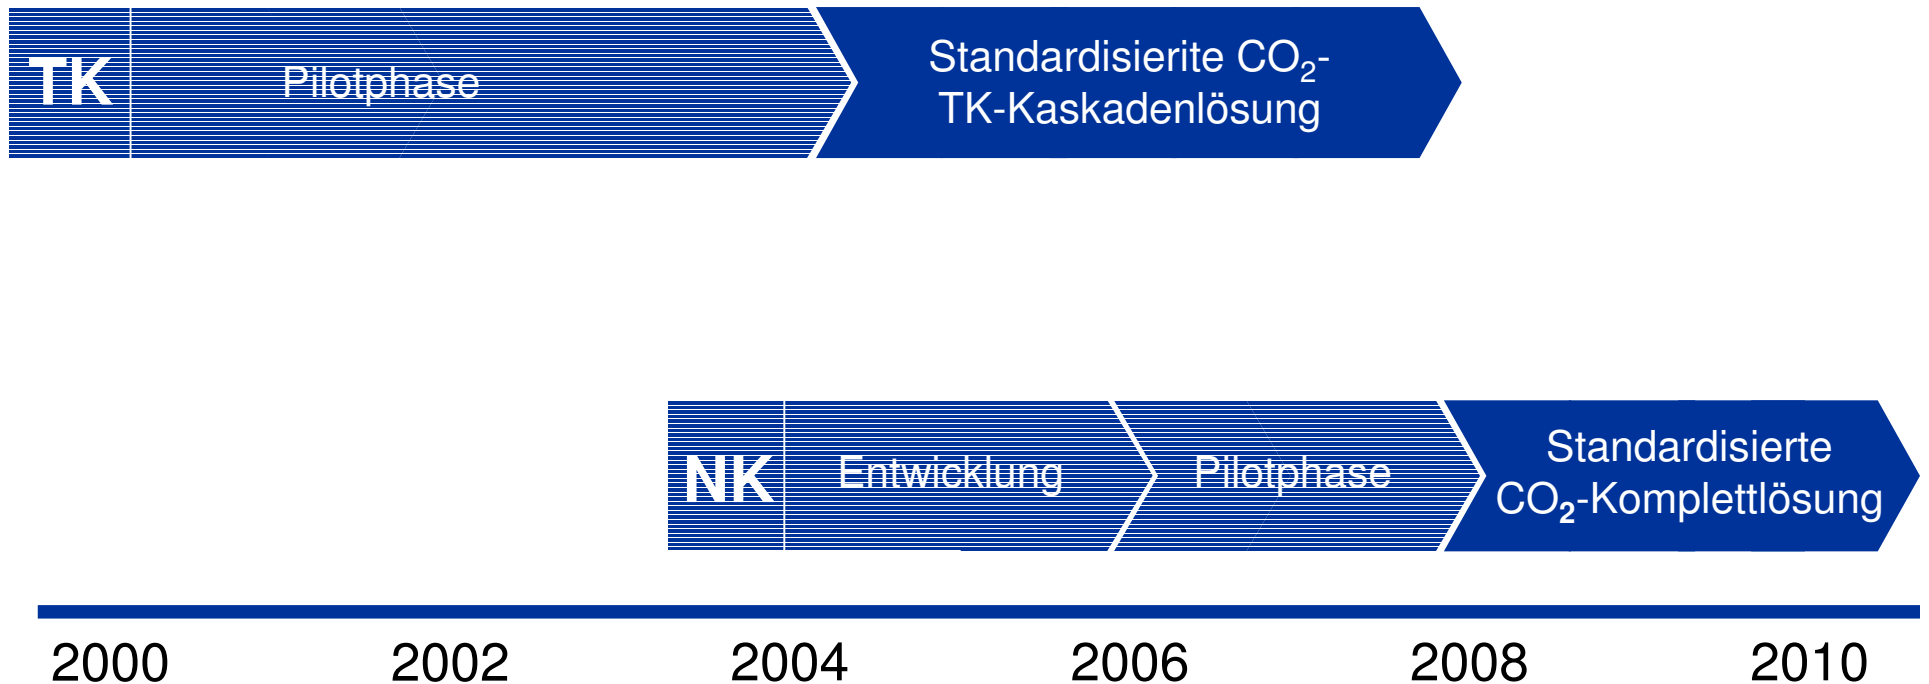 TK
Pilotphase
Standardisierite CO₂-
TK-Kaskadenlösung
NK
Entwicklung
Pilotphase
Standardisierte
CO₂-Komplettlösung
2000 2002 2004 2006 2008 2010